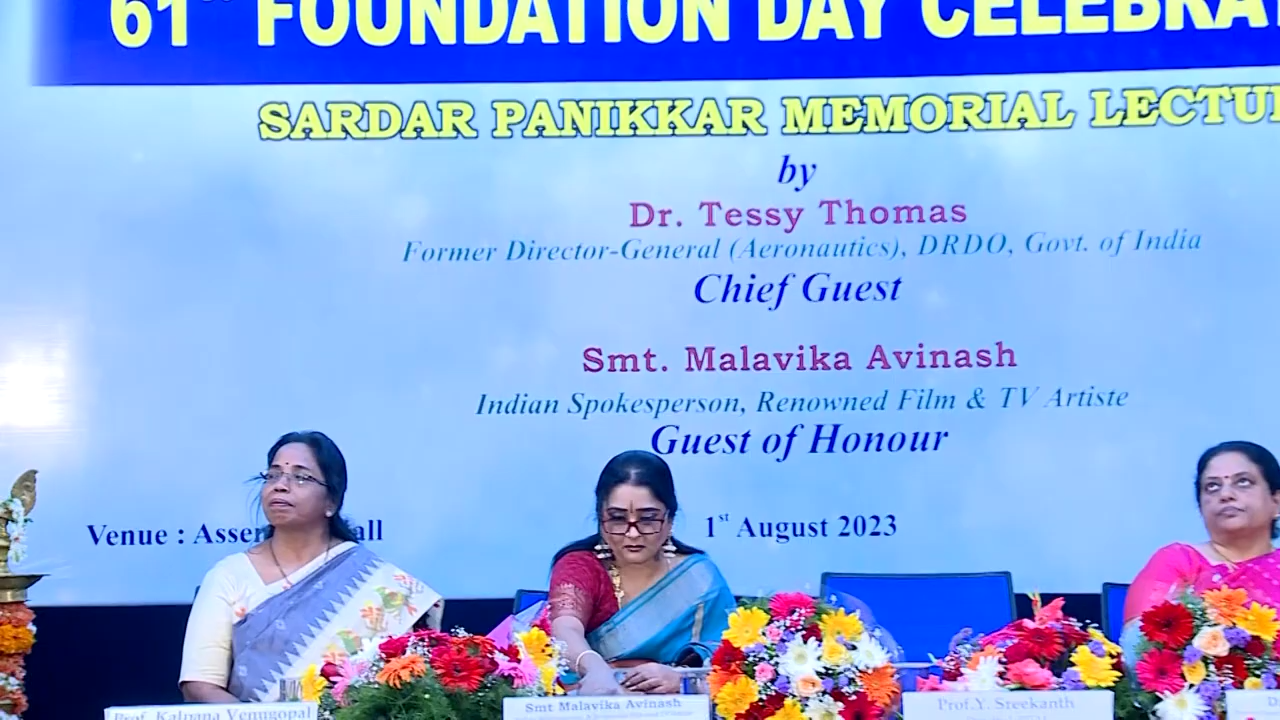 61st FOUNDATION DAY CELEBRA
SARDAR PANIKKAR MEMORIAL LECTU
by
Dr. Tessy Thomas
Former Director-General (Aeronautics), DRDO, Govt. of India
Chief Guest
Smt. Malavika Avinash
Indian Spokesperson, Renowned Film & TV Artiste
Guest of Honour
Venue : Assem all
1st August 2023
Prof. Kalpana Venugopal
Smt Malavika Avinash
Prof.Y. Sreekanth
D